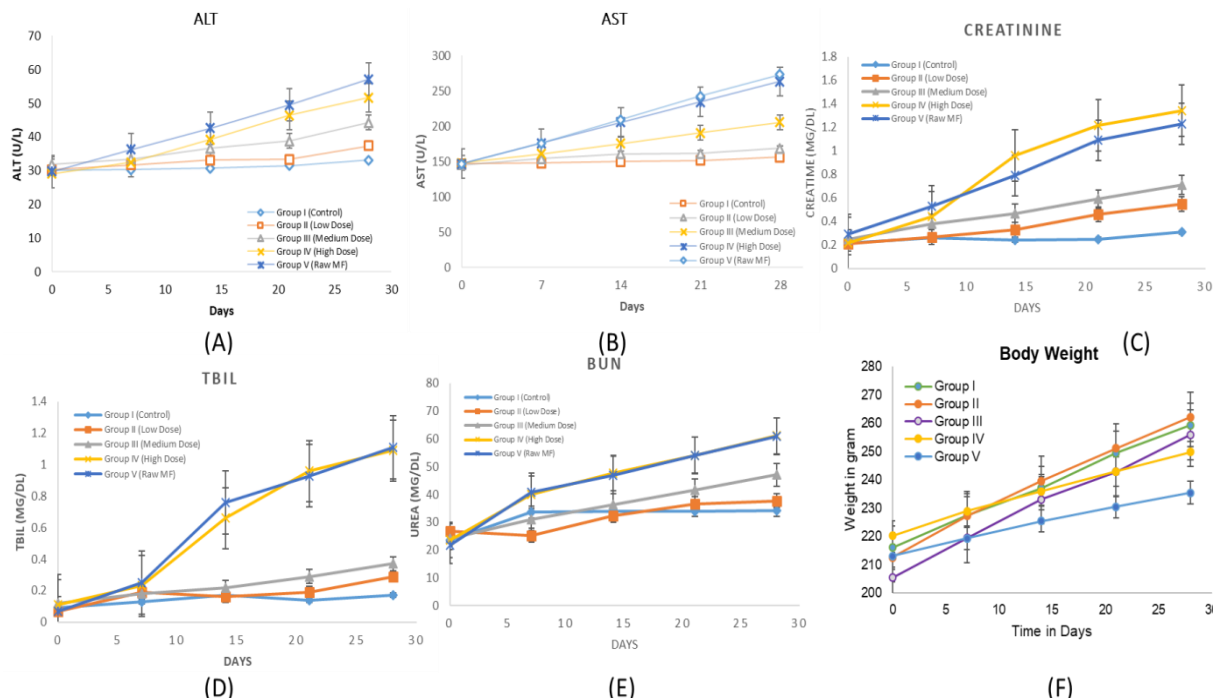 ALT
ALT (U/L)
70
60
50
40
30
20
10
0
Group I (Control)
Group II (Low Dose)
Group III (Medium Dose)
Group IV (High Dose)
Group V (Raw MF)
0 5 10 15 20 25 30
Days
(A)
AST
AST (U/L)
300
250
200
150
100
50
0
Group I (Control)
Group II (Low Dose)
Group III (Medium Dose)
Group IV (High Dose)
Group V (Raw MF)
0 7 14 21 28
Days
(B)
CREATININE
CREATIME (MG/DL)
1.8
1.6
1.4
1.2
1
0.8
0.6
0.4
0.2
0
Group I (Control)
Group II (Low Dose)
Group III (Medium Dose)
Group IV (High Dose)
Group V (Raw MF)
0 5 10 15 20 25 30
DAYS
(C)
TBIL
TBIL (MG/DL)
1.4
1.2
1
0.8
0.6
0.4
0.2
0
Group I (Control)
Group II (Low Dose)
Group III (Medium Dose)
Group IV (High Dose)
Group V (Raw MF)
0 5 10 15 20 25 30
DAYS
(D)
BUN
UREA (MG/DL)
80
70
60
50
40
30
20
10
0
Group I (Control)
Group II (Low Dose)
Group III (Medium Dose)
Group IV (High Dose)
Group V (Raw MF)
0 5 10 15 20 25 30
DAYS
(E)
Body Weight
Weight in gram
280
270
260
250
240
230
220
210
200
Group I
Group II
Group III
Group IV
Group V
0 5 10 15 20 25 30
Time in Days
(F)